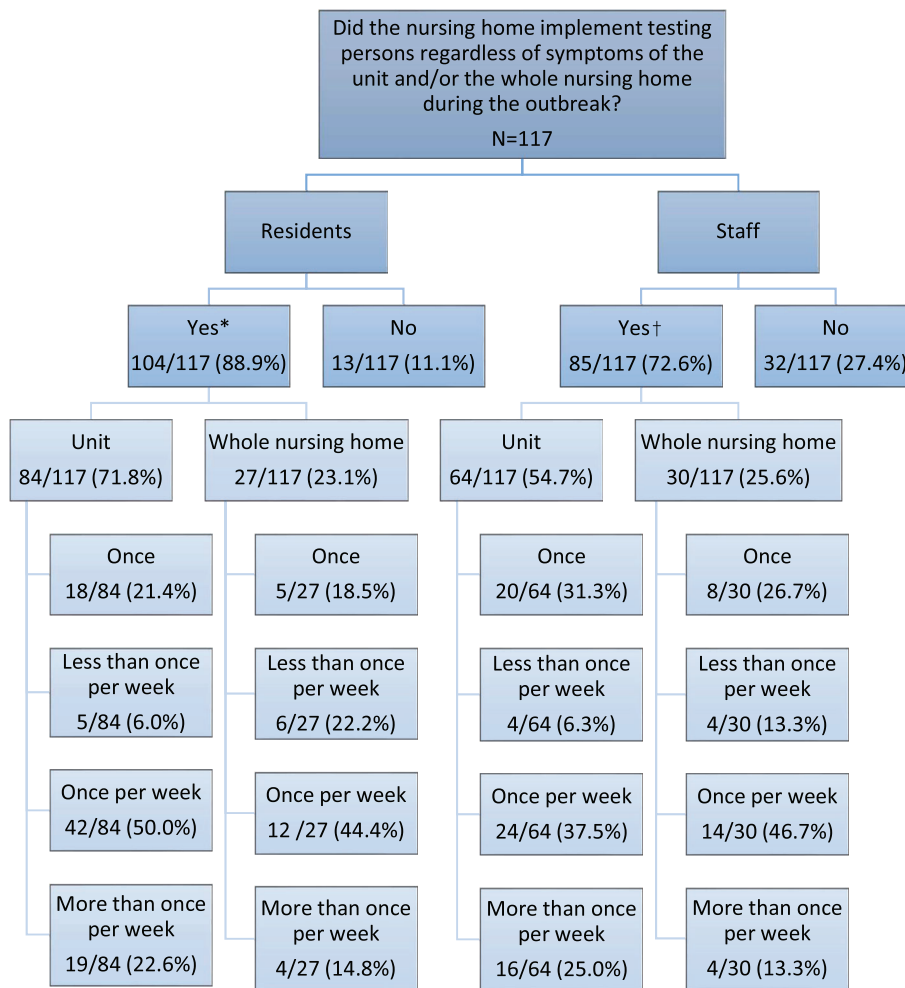 Did the nursing home implement testing
persons regardless of symptoms of the
unit and/or the whole nursing home
during the outbreak?
N=117
Residents
Staff
Yes*
104/117 (88.9%)
No
13/117 (11.1%)
Yes†
85/117 (72.6%)
No
32/117 (27.4%)
Unit
84/117 (71.8%)
Whole nursing home
27/117 (23.1%)
Unit
64/117 (54.7%)
Whole nursing home
30/117 (25.6%)
Once
18/84 (21.4%)
Once
5/27 (18.5%)
Once
20/64 (31.3%)
Once
8/30 (26.7%)
Less than once
per week
5/84 (6.0%)
Less than once
per week
6/27 (22.2%)
Less than once
per week
4/64 (6.3%)
Less than once
per week
4/30 (13.3%)
Once per week
42/84 (50.0%)
Once per week
12 /27 (44.4%)
Once per week
24/64 (37.5%)
Once per week
14/30 (46.7%)
More than once
per week
19/84 (22.6%)
More than once
per week
4/27 (14.8%)
More than once
per week
16/64 (25.0%)
More than once
per week
4/30 (13.3%)